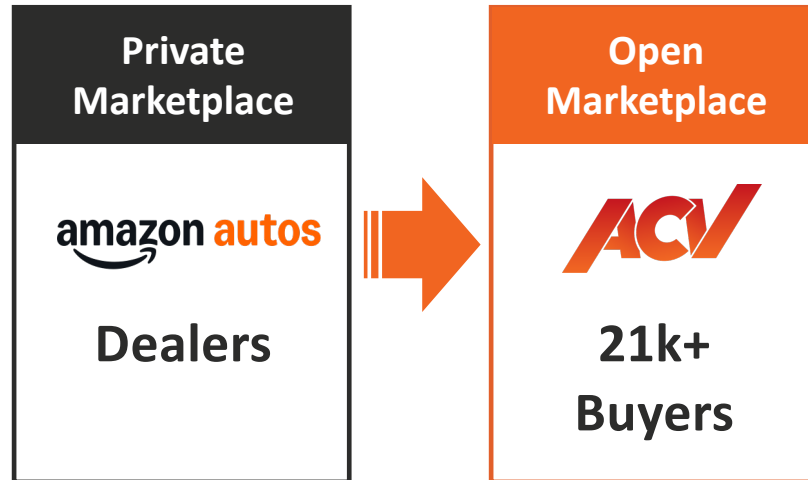 Private
Marketplace
amazon autos
Dealers
Open
Marketplace
ACV
21k+
Buyers